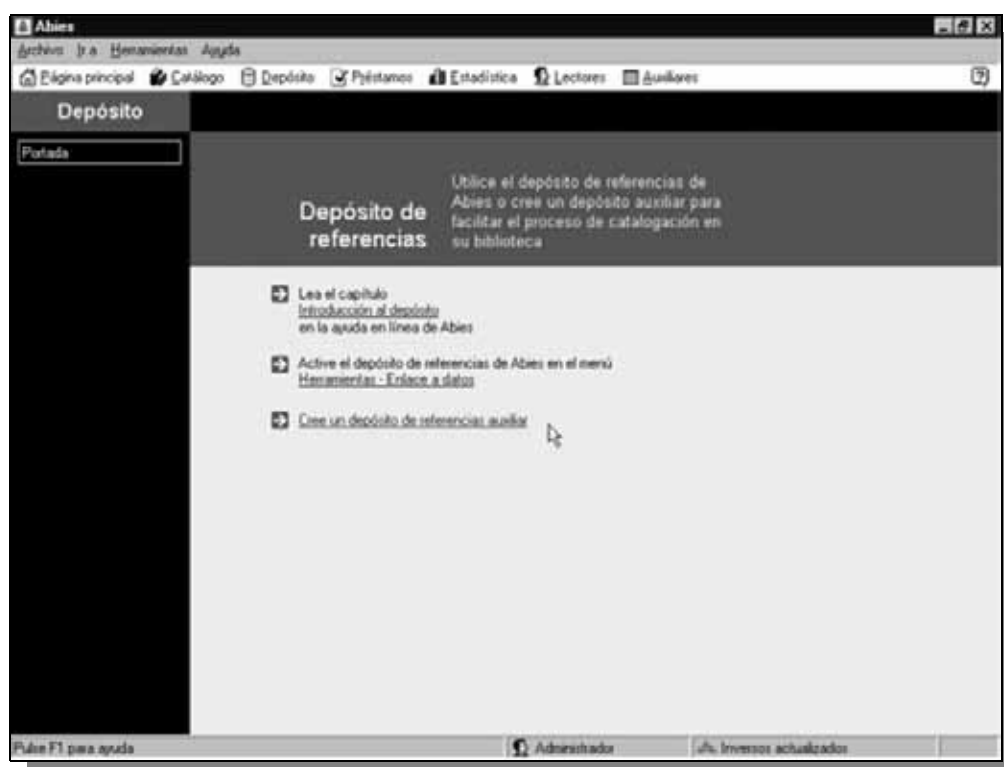 Abies
Archivo Ir a Herramientas Ayuda
Página principal Catálogo Depósito Préstamos Estadística Lectores Auxiliares
Depósito
Portada
Depósito de
referencias
Utilice el depósito de referencias de
Abies o cree un depósito auxiliar para
facilitar el proceso de catalogación en
su biblioteca
Lea el capítulo
Introducción al depósito
en la ayuda en línea de Abies
Active el depósito de referencias de Abies en el menú
Herramientas - Enlace a datos
Cree un depósito de referencias auxiliar
Pulse F1 para ayuda
Administrador
Inversos actualizados